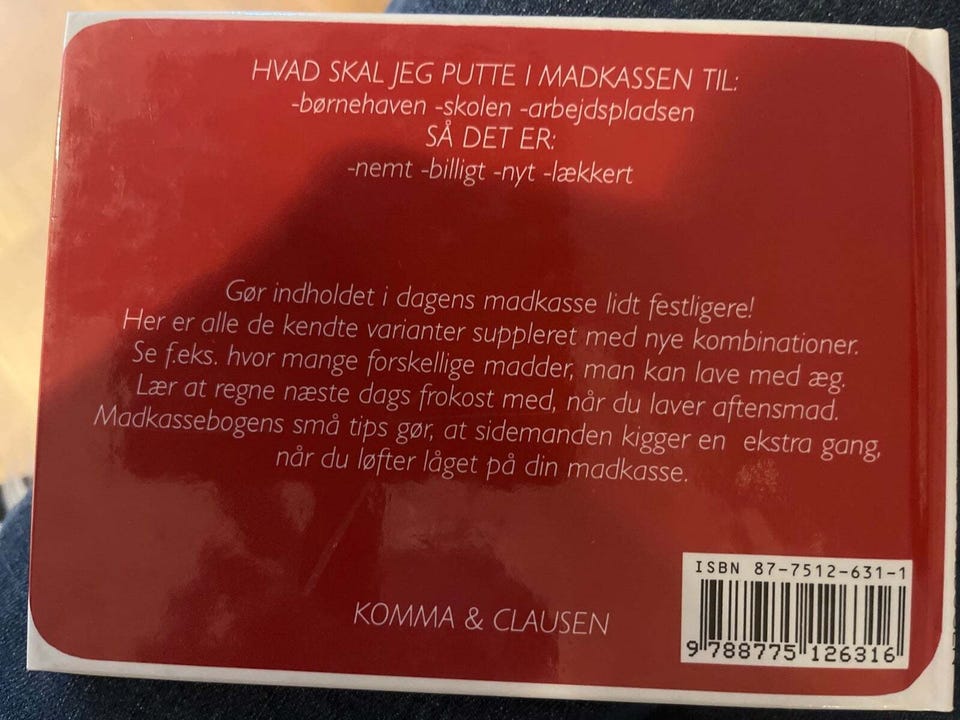 HVAD SKAL JEG PUTTE I MADKASSEN TIL:
-børnehaven -skolen -arbejdspladsen
SÅ DET ER:
-nemt -billigt -nyt -lækkert
Gør indholdet i dagens madkasse lidt festligere!
Her er alle de kendte varianter suppleret med nye kombinationer.
Se f.eks. hvor mange forskellige madder, man kan lave med æg.
Lær at regne næste dags frokost med, når du laver aftensmad.
Madkassebogens små tips gør, at sidemanden kigger en ekstra gang,
når du løfter låget på din madkasse.
ISBN 87-7512-631-1
KOMMA & CLAUSEN
9 788775 126316